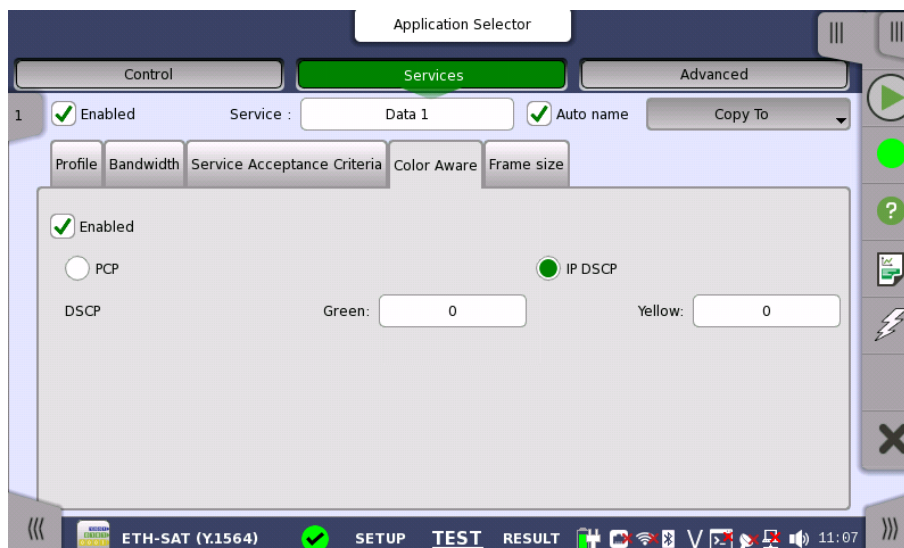 Application Selector
Control Services Advanced
1 Enabled Service : Data 1 Auto name Copy To
Profile Bandwidth Service Acceptance Criteria Color Aware Frame size
Enabled
PCP IP DSCP
DSCP Green: 0 Yellow: 0
ETH-SAT (Y.1564) SETUP TEST RESULT 11:07